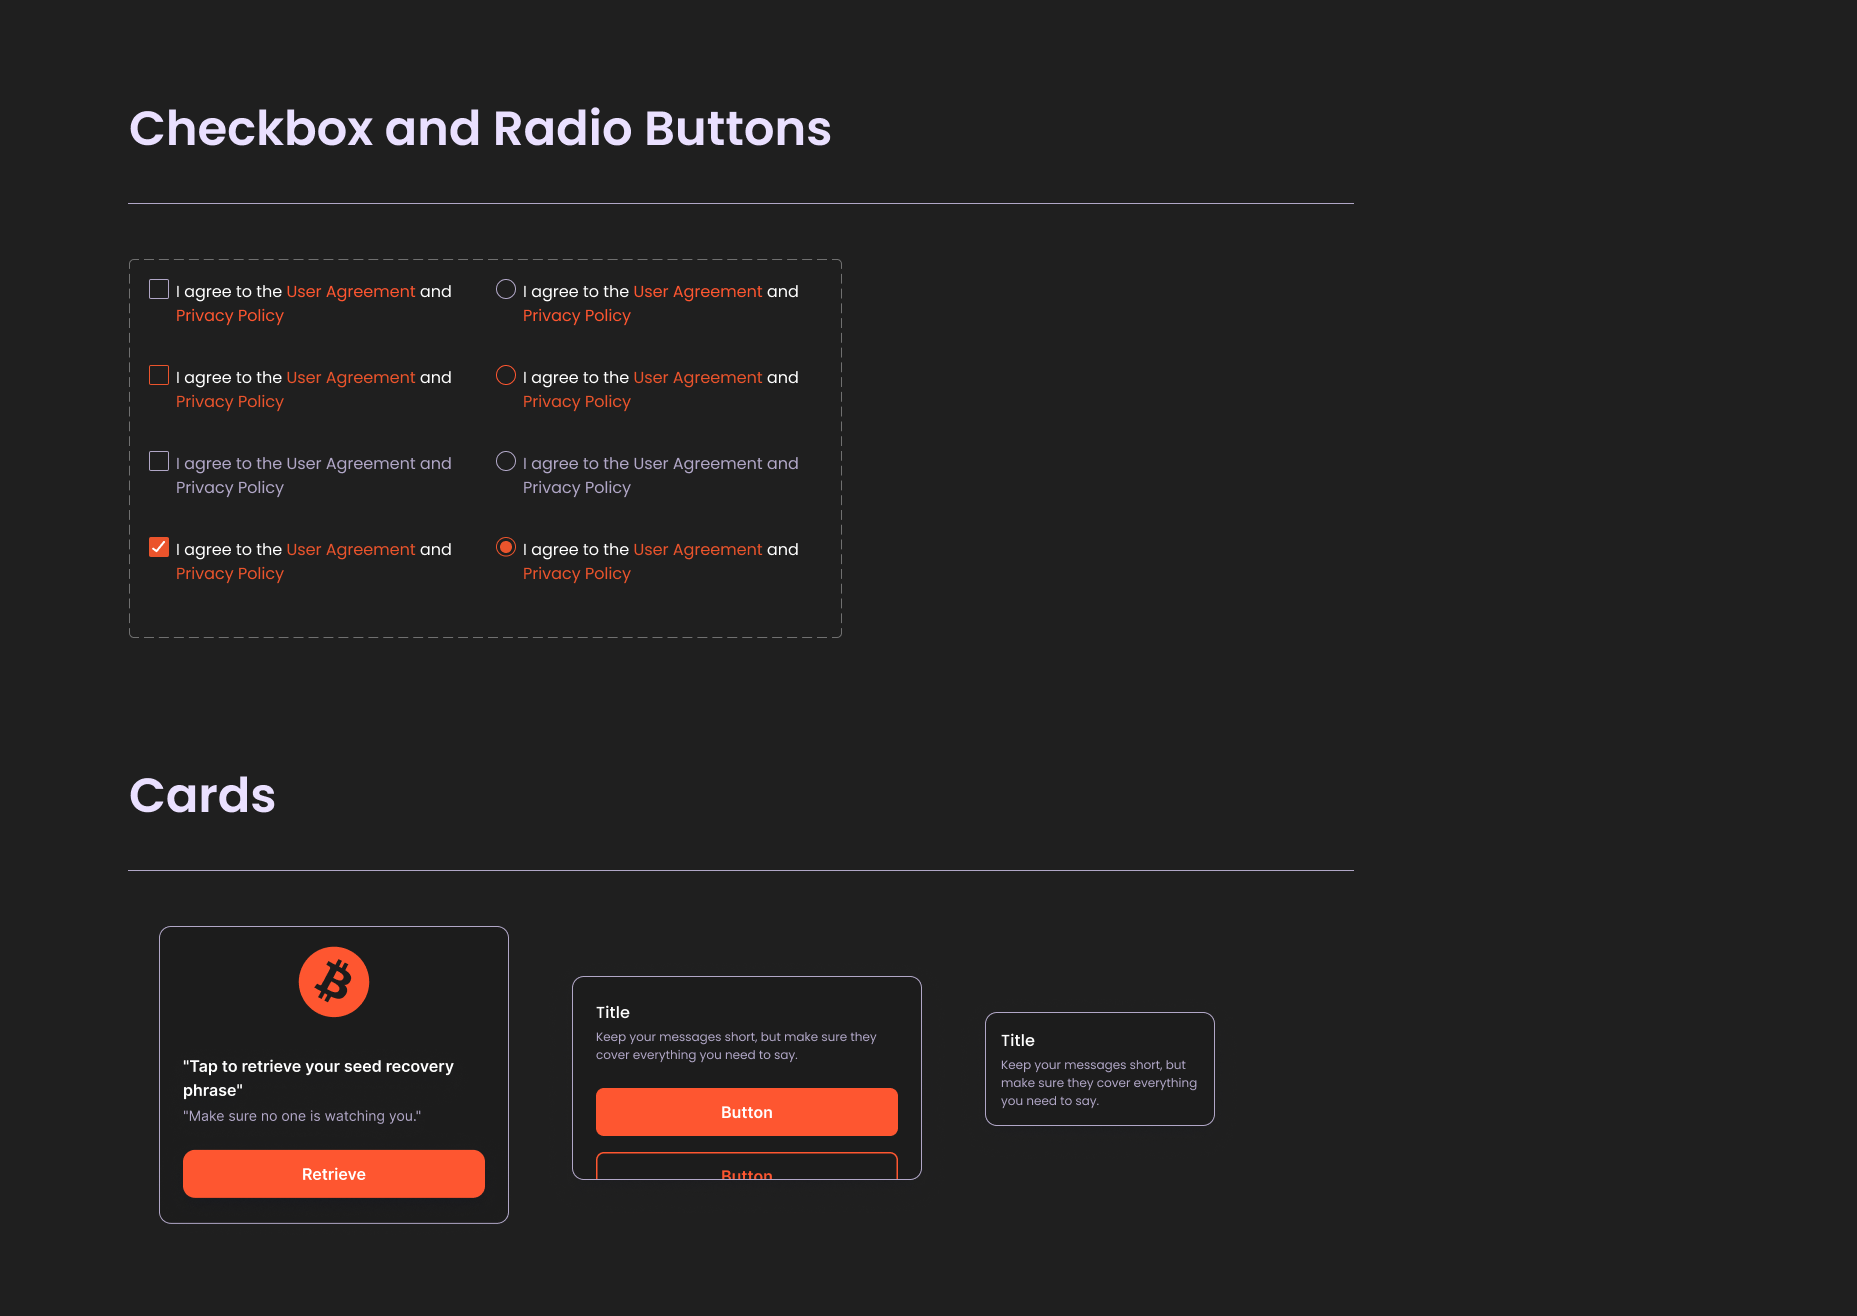 Checkbox and Radio Buttons
I agree to the User Agreement and
Privacy Policy
I agree to the User Agreement and
Privacy Policy
I agree to the User Agreement and
Privacy Policy
I agree to the User Agreement and
Privacy Policy
I agree to the User Agreement and
Privacy Policy
I agree to the User Agreement and
Privacy Policy
I agree to the User Agreement and
Privacy Policy
I agree to the User Agreement and
Privacy Policy
Cards
"Tap to retrieve your seed recovery
phrase"
"Make sure no one is watching you."
Retrieve
Title
Keep your messages short, but make sure they
cover everything you need to say.
Button
Button
Title
Keep your messages short, but
make sure they cover everything
you need to say.